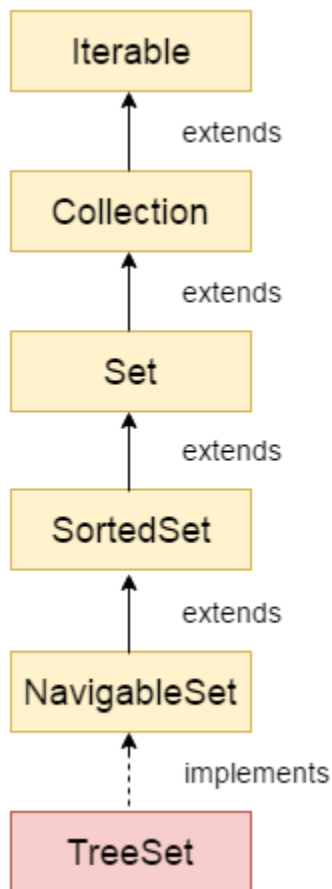 Iterable
extends
Collection
extends
Set
extends
SortedSet
extends
NavigableSet
implements
TreeSet